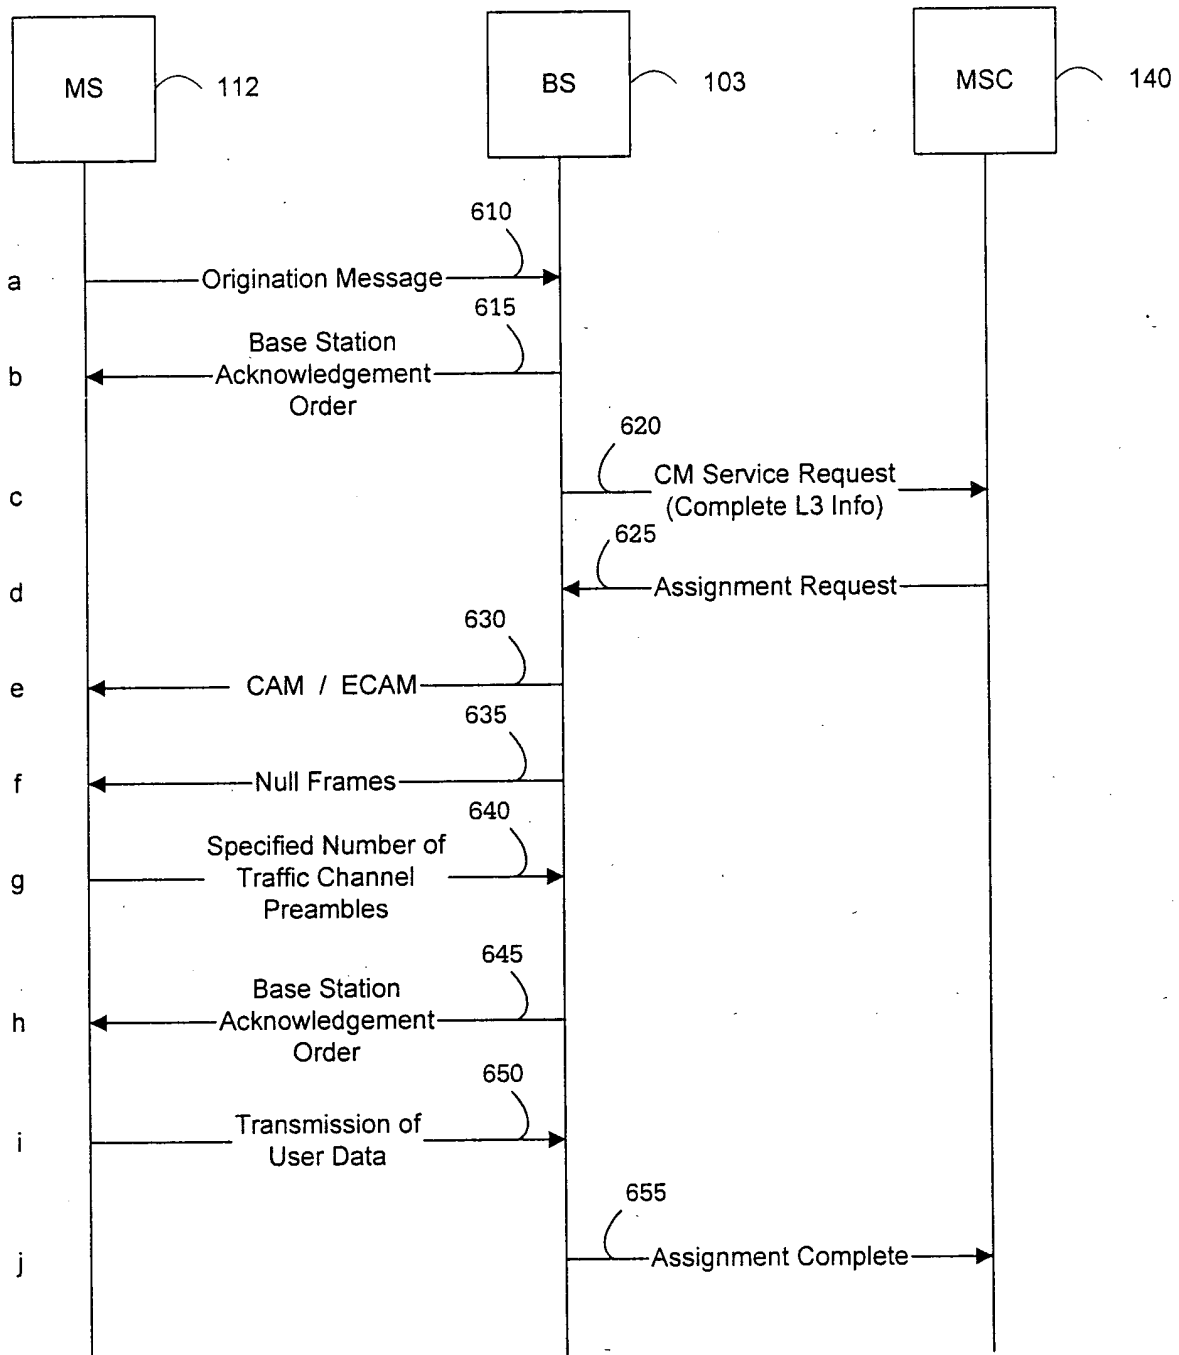 MS
112
BS
103
MSC
140
610
a
Origination Message
615
b
Base Station
Acknowledgement
Order
620
c
CM Service Request
(Complete L3 Info)
625
d
Assignment Request
630
e
CAM / ECAM
635
f
Null Frames
640
g
Specified Number of
Traffic Channel
Preambles
645
h
Base Station
Acknowledgement
Order
650
i
Transmission of
User Data
655
j
Assignment Complete